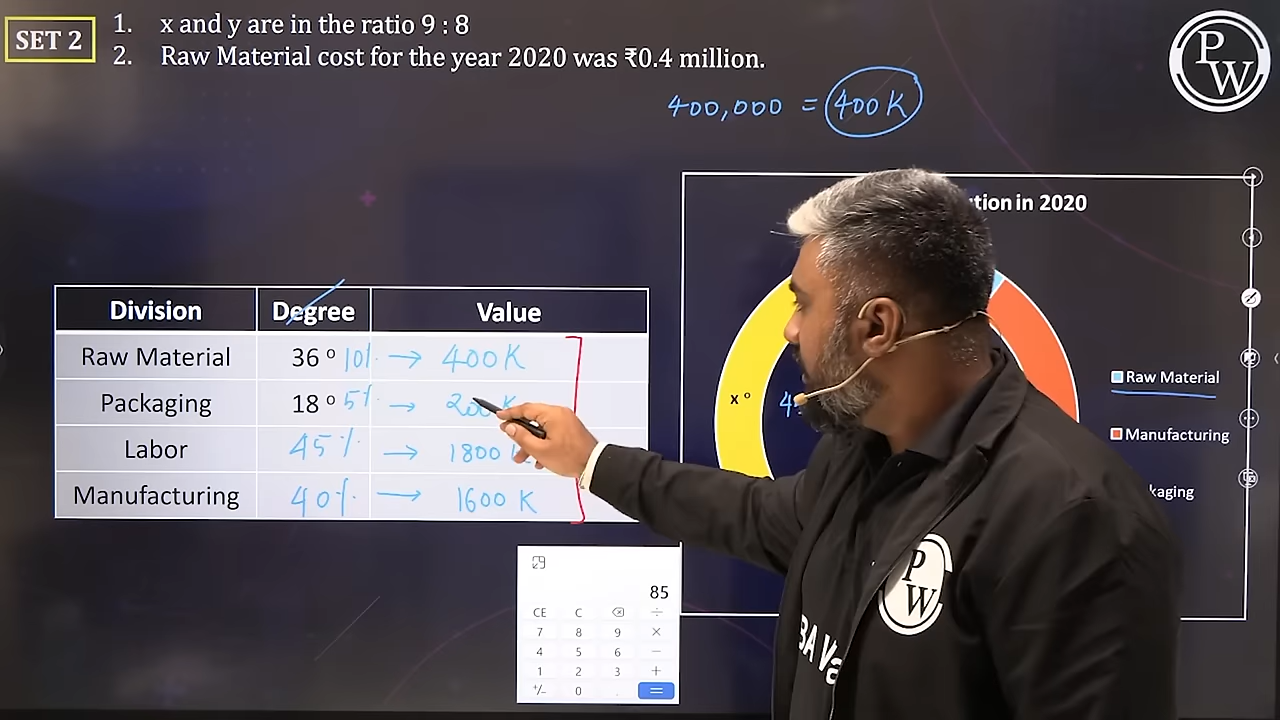 SET 2
1. x and y are in the ratio 9 : 8
2. Raw Material cost for the year 2020 was ₹0.4 million.
PW
400,000 = 400 K
in 2020
Division Degree Value
Raw Material 36 º 10% → 400 K
Packaging 18 º 5% → 200 K
Labor 45% → 1800
Manufacturing 40% → 1600 K
x º
Raw Material
Manufacturing
85
CE C ÷
7 8 9 ×
4 5 6 −
1 2 3 +
+/− 0 . =
PW